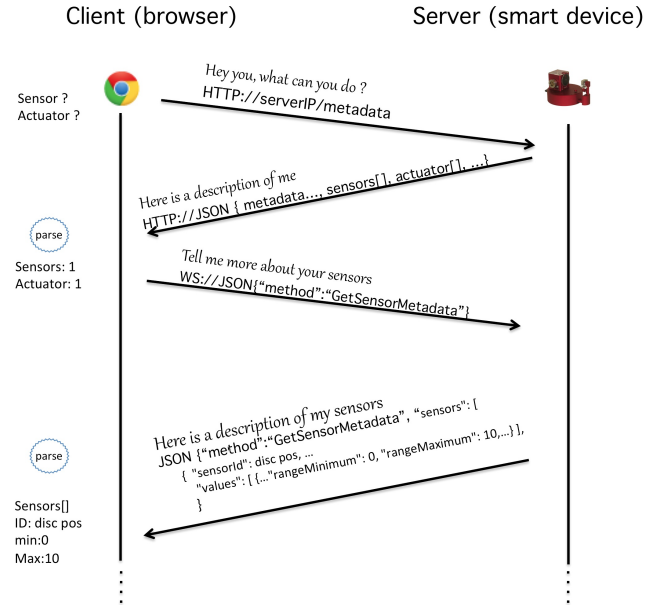 Client (browser)
Server (smart device)
Sensor ?
Actuator ?
Hey you, what can you do ?
HTTP://serverIP/metadata
Here is a description of me
HTTP://JSON { metadata..., sensors[], actuator[], ...}
parse
Sensors: 1
Actuator: 1
Tell me more about your sensors
WS://JSON{“method”:“GetSensorMetadata”}
Here is a description of my sensors
JSON {“method”:“GetSensorMetadata”, “sensors": [
{ "sensorId": disc pos, ...
"values": [ {..."rangeMinimum": 0, "rangeMaximum": 10,...} ],
}
parse
Sensors[]
ID: disc pos
min:0
Max:10